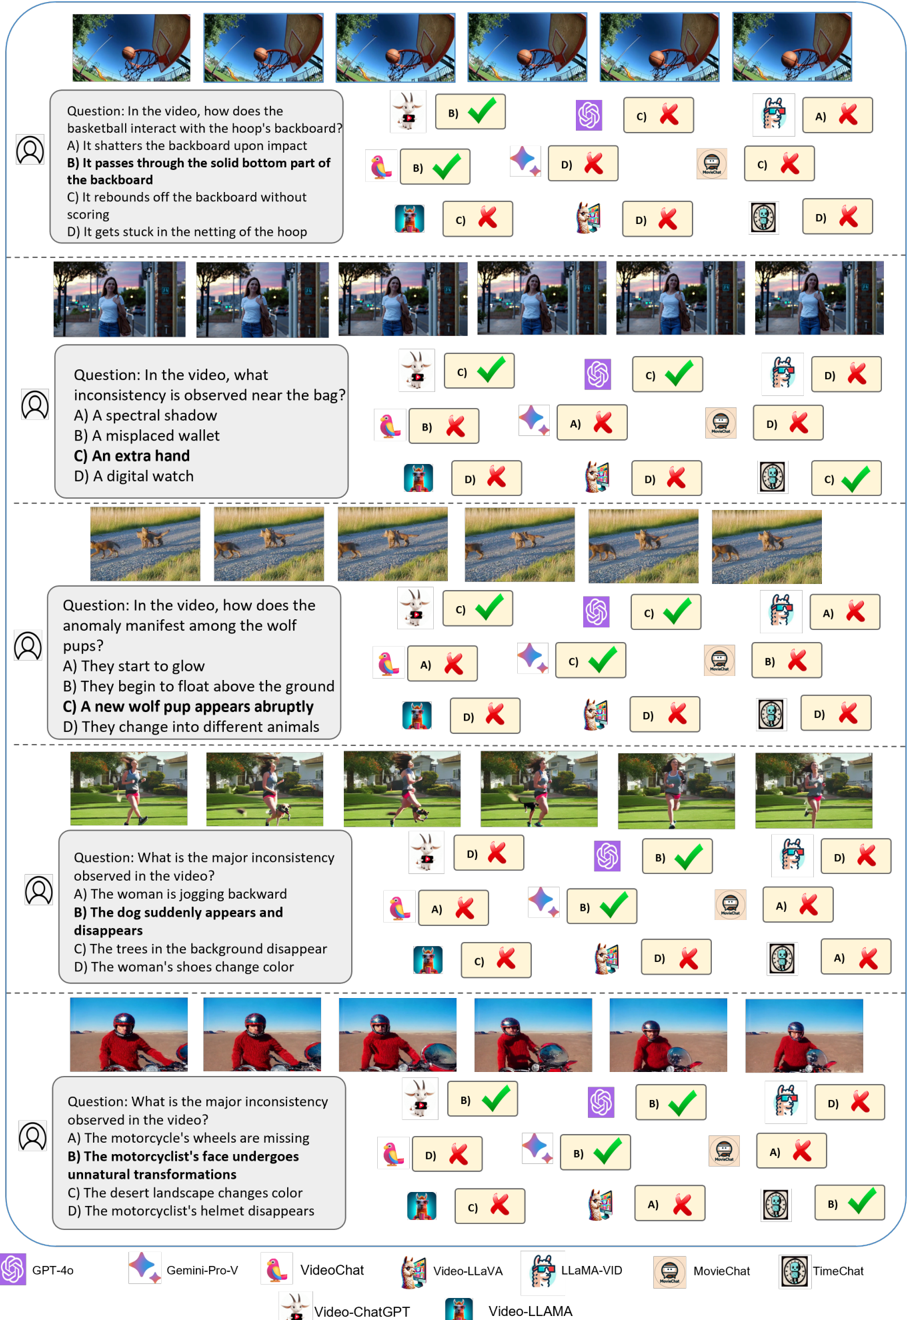 Question: In the video, how does the
basketball interact with the hoop's backboard?
A) It shatters the backboard upon impact
B) It passes through the solid bottom part of
the backboard
C) It rebounds off the backboard without
scoring
D) It gets stuck in the netting of the hoop
B)
C)
A)
B)
D)
C)
MovieChat
C)
D)
D)
Question: In the video, what
inconsistency is observed near the bag?
A) A spectral shadow
B) A misplaced wallet
C) An extra hand
D) A digital watch
C)
C)
D)
B)
A)
D)
MovieChat
D)
D)
C)
Question: In the video, how does the
anomaly manifest among the wolf
pups?
A) They start to glow
B) They begin to float above the ground
C) A new wolf pup appears abruptly
D) They change into different animals
C)
C)
A)
A)
C)
B)
MovieChat
D)
D)
D)
Question: What is the major inconsistency
observed in the video?
A) The woman is jogging backward
B) The dog suddenly appears and
disappears
C) The trees in the background disappear
D) The woman's shoes change color
D)
B)
D)
A)
B)
A)
MovieChat
C)
D)
A)
Question: What is the major inconsistency
observed in the video?
A) The motorcycle's wheels are missing
B) The motorcyclist's face undergoes
unnatural transformations
C) The desert landscape changes color
D) The motorcyclist's helmet disappears
B)
B)
D)
D)
B)
A)
MovieChat
C)
A)
B)
GPT-4o
Gemini-Pro-V
VideoChat
Video-LLaVA
LLaMA-VID
MovieChat
MovieChat
TimeChat
Video-ChatGPT
Video-LLAMA